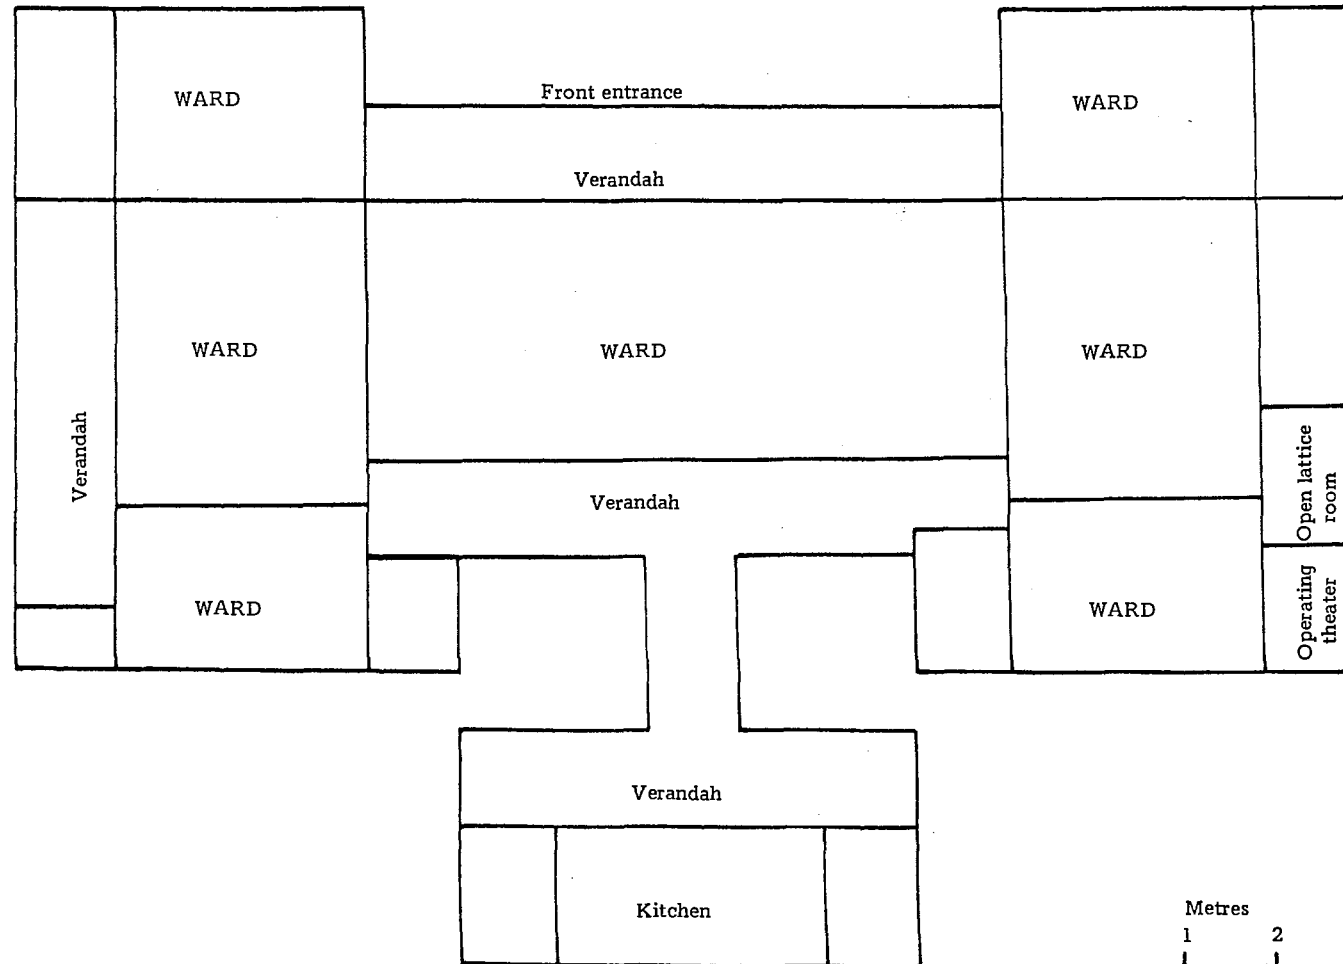 WARD
Front entrance
WARD
Verandah
WARD
WARD
WARD
Verandah
Verandah
Open lattice
room
WARD
WARD
Operating
theater
Verandah
Kitchen
Metres
1 2